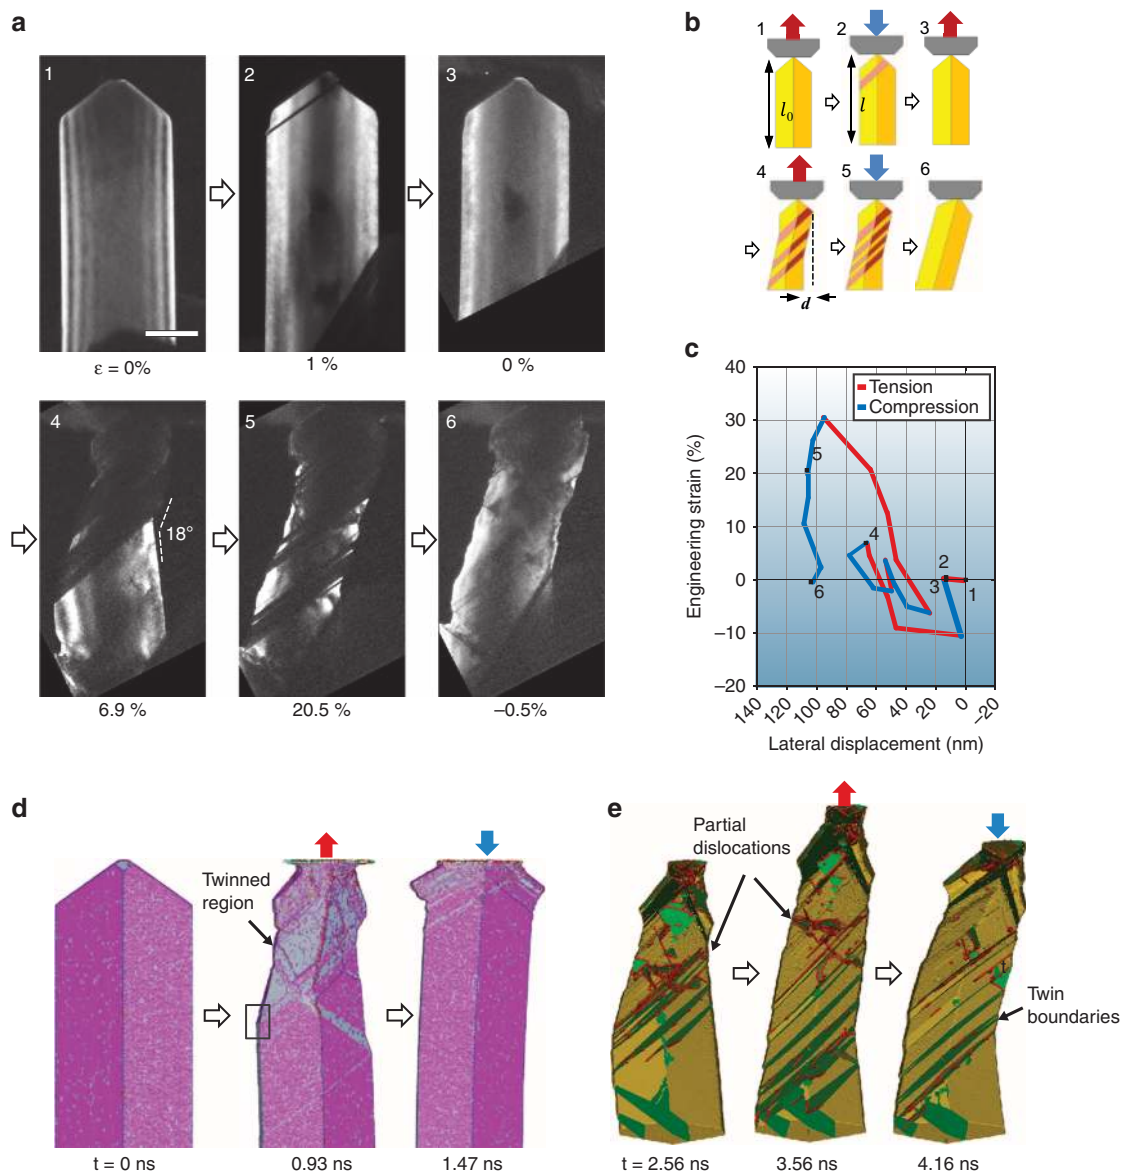 a
1
2
3
ε = 0%
1 %
0 %
4
5
6
18°
6.9 %
20.5 %
–0.5%
b
1
2
3
l0
l
4
5
6
d
c
40
30
20
10
0
–10
–20
Engineering strain (%)
Tension
Compression
5
4
2
3
1
6
140
120
100
80
60
40
20
0
–20
Lateral displacement (nm)
d
Twinned
region
t = 0 ns
0.93 ns
1.47 ns
e
Partial
dislocations
t
Twin
boundaries
t = 2.56 ns
3.56 ns
4.16 ns